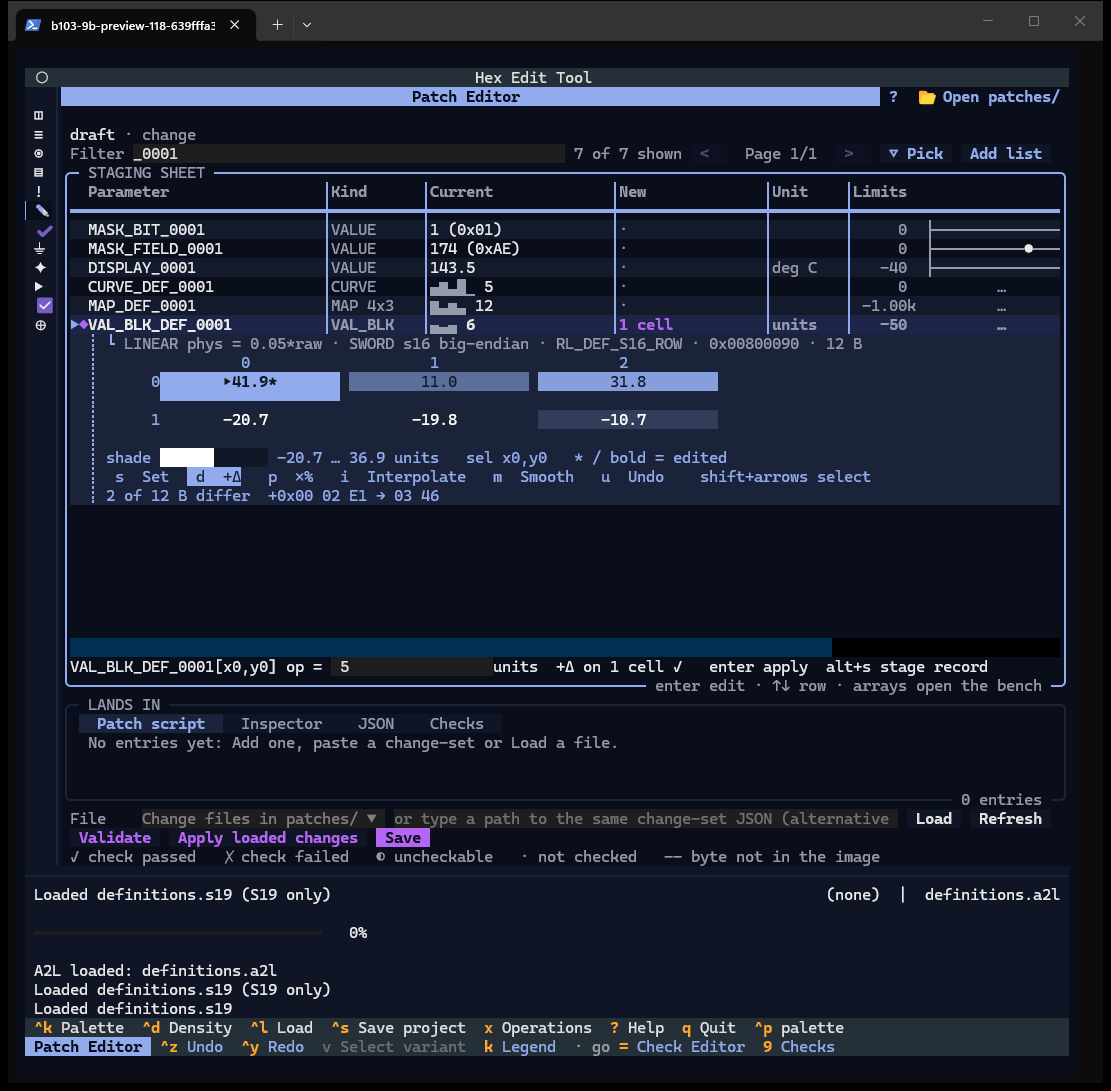 b103-9b-preview-118-639fffa3
Hex Edit Tool
Patch Editor ? Open patches/
draft · change
Filter _0001 7 of 7 shown < Page 1/1 > ▼ Pick Add list
STAGING SHEET
Parameter Kind Current New Unit Limits
MASK_BIT_0001 VALUE 1 (0x01) · 0
MASK_FIELD_0001 VALUE 174 (0xAE) · 0
DISPLAY_0001 VALUE 143.5 · deg C −40
CURVE_DEF_0001 CURVE 5 · 0 …
MAP_DEF_0001 MAP 4x3 12 · −1.00k …
▶◆VAL_BLK_DEF_0001 VAL_BLK 6 1 cell units −50 …
└ LINEAR phys = 0.05*raw · SWORD s16 big-endian · RL_DEF_S16_ROW · 0x00800090 · 12 B
0 1 2
0 ▸41.9* 11.0 31.8
1 −20.7 −19.8 −10.7
shade −20.7 … 36.9 units sel x0,y0 * / bold = edited
s Set d +Δ p ×% i Interpolate m Smooth u Undo shift+arrows select
2 of 12 B differ +0x00 02 E1 → 03 46
VAL_BLK_DEF_0001[x0,y0] op = 5 units +Δ on 1 cell ✓ enter apply alt+s stage record
enter edit · ↑↓ row · arrays open the bench
LANDS IN
Patch script Inspector JSON Checks
No entries yet: Add one, paste a change-set or Load a file.
0 entries
File Change files in patches/ ▼ or type a path to the same change-set JSON (alternative Load Refresh
Validate Apply loaded changes Save
✓ check passed ✗ check failed ◐ uncheckable · not checked −− byte not in the image
Loaded definitions.s19 (S19 only) (none) | definitions.a2l
0%
A2L loaded: definitions.a2l
Loaded definitions.s19 (S19 only)
Loaded definitions.s19
^k Palette ^d Density ^l Load ^s Save project x Operations ? Help q Quit ^p palette
Patch Editor ^z Undo ^y Redo v Select variant k Legend · go = Check Editor 9 Checks